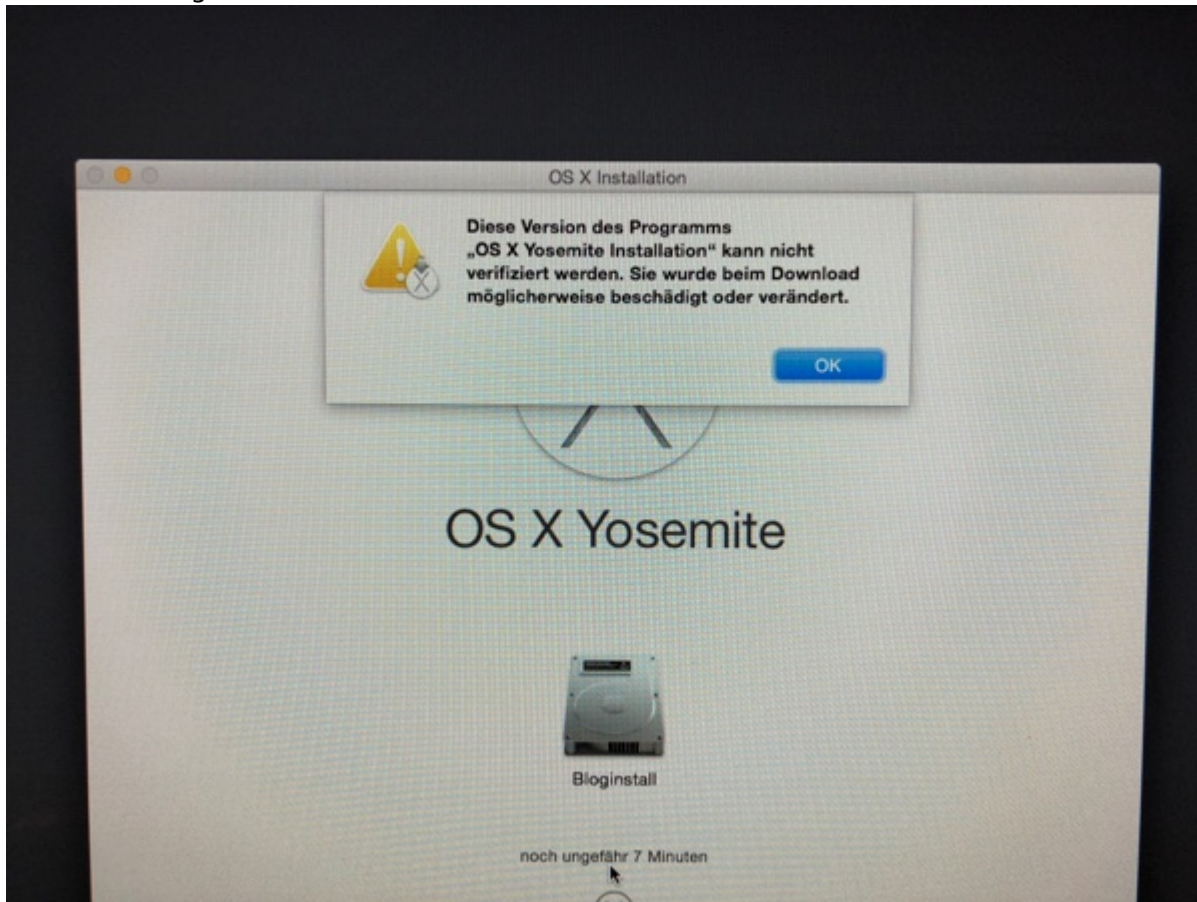 OS X Installation
Diese Version des Programms
„OS X Yosemite Installation“ kann nicht
verifiziert werden. Sie wurde beim Download
möglicherweise beschädigt oder verändert.
OK
OS X Yosemite
Bloginstall
noch ungefähr 7 Minuten